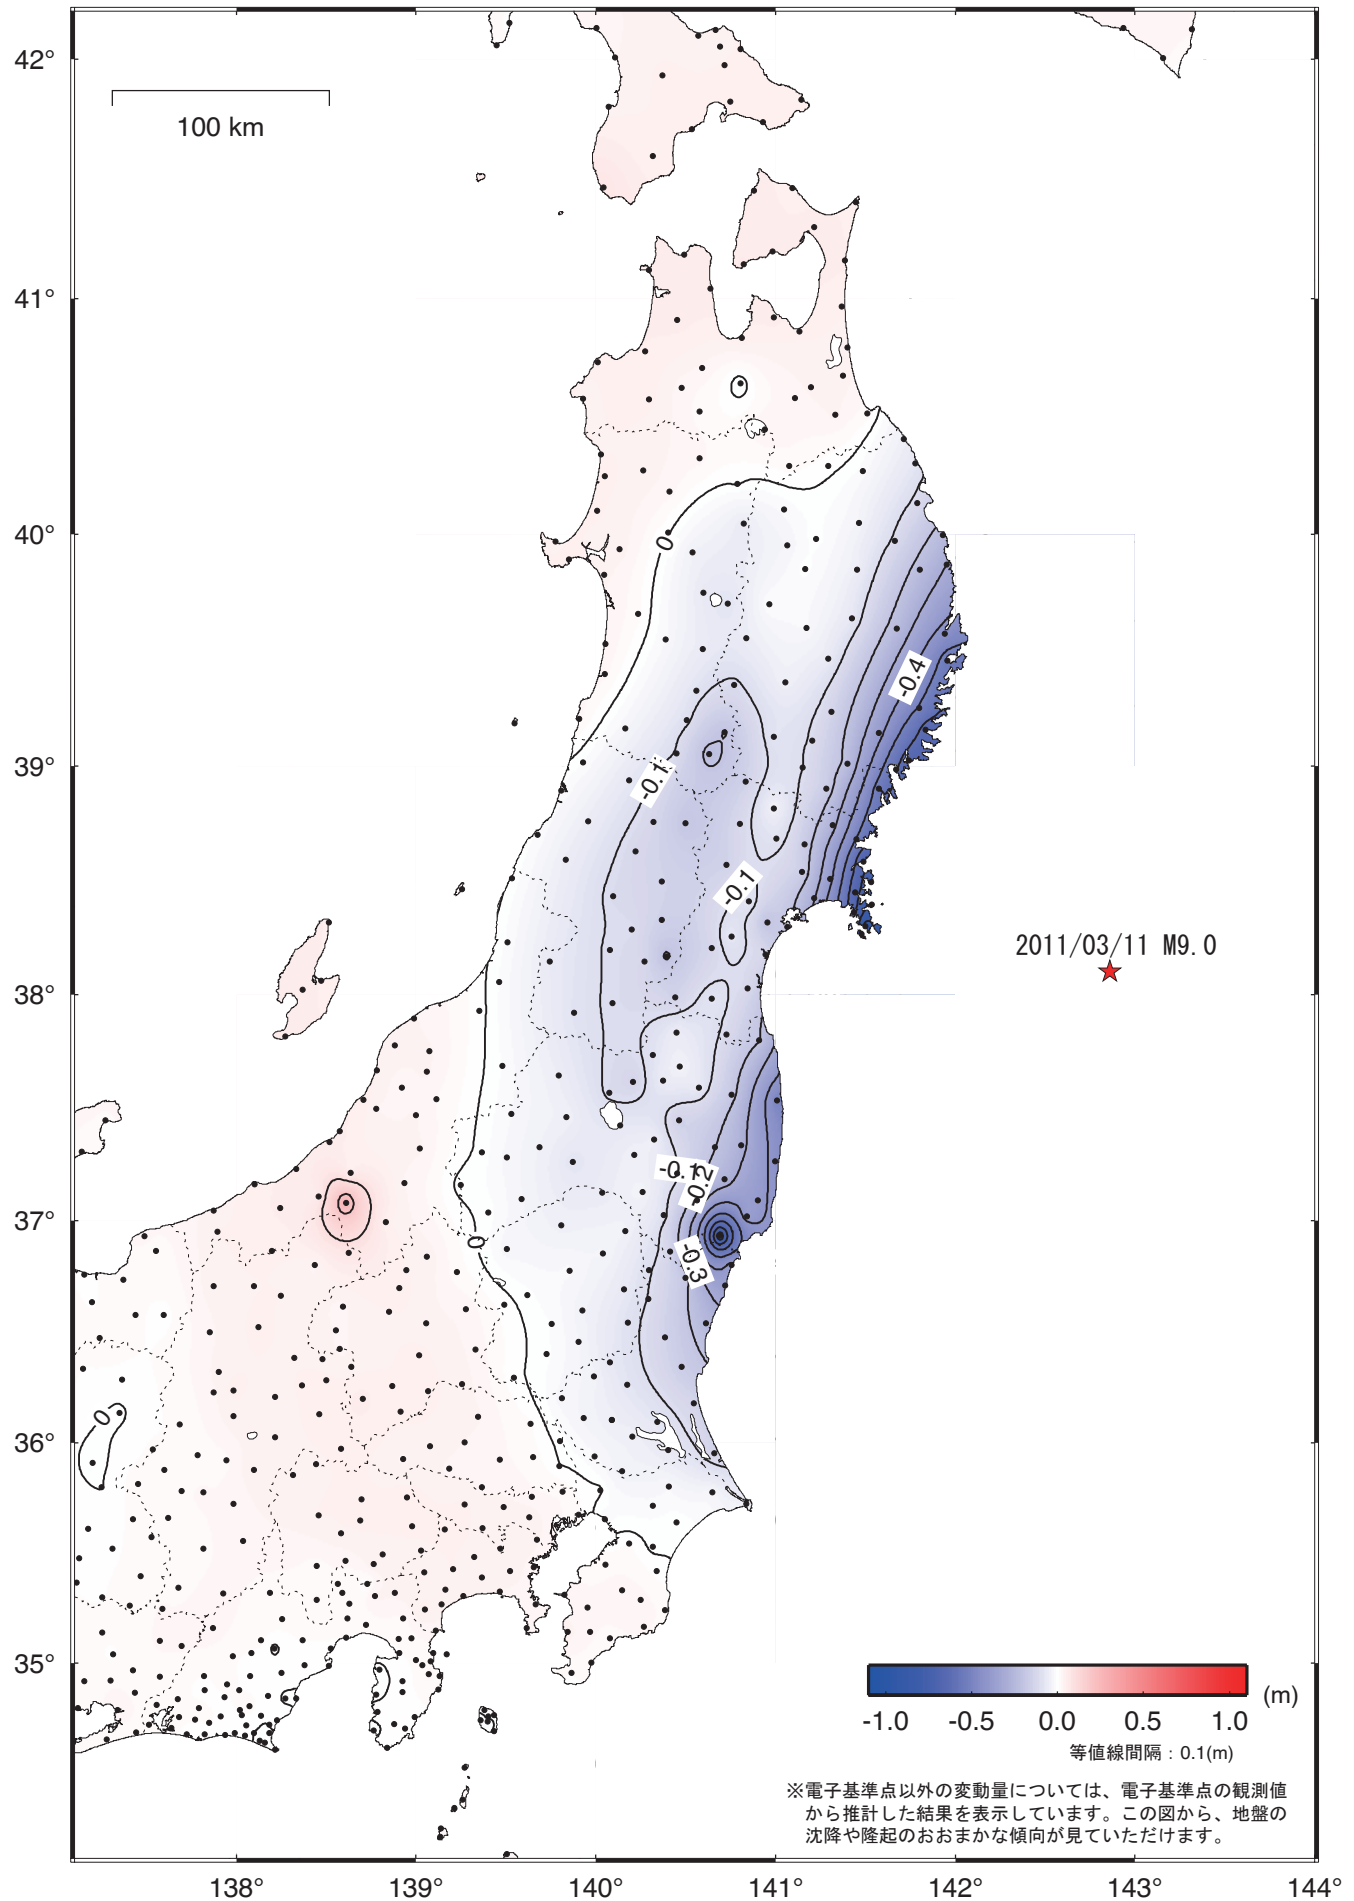 42°
100 km
41°
0
40°
-0.4
39°
-0.1
-0.1
2011/03/11 M9.0
38°
-0.1
-0.2
37°
0
-0.3
0
36°
35°
(m)
-1.0 -0.5 0.0 0.5 1.0
等値線間隔：0.1(m)
※電子基準点以外の変動量については、電子基準点の観測値
から推計した結果を表示しています。この図から、地盤の
沈降や隆起のおおまかな傾向が見ていただけます。
138° 139° 140° 141° 142° 143° 144°